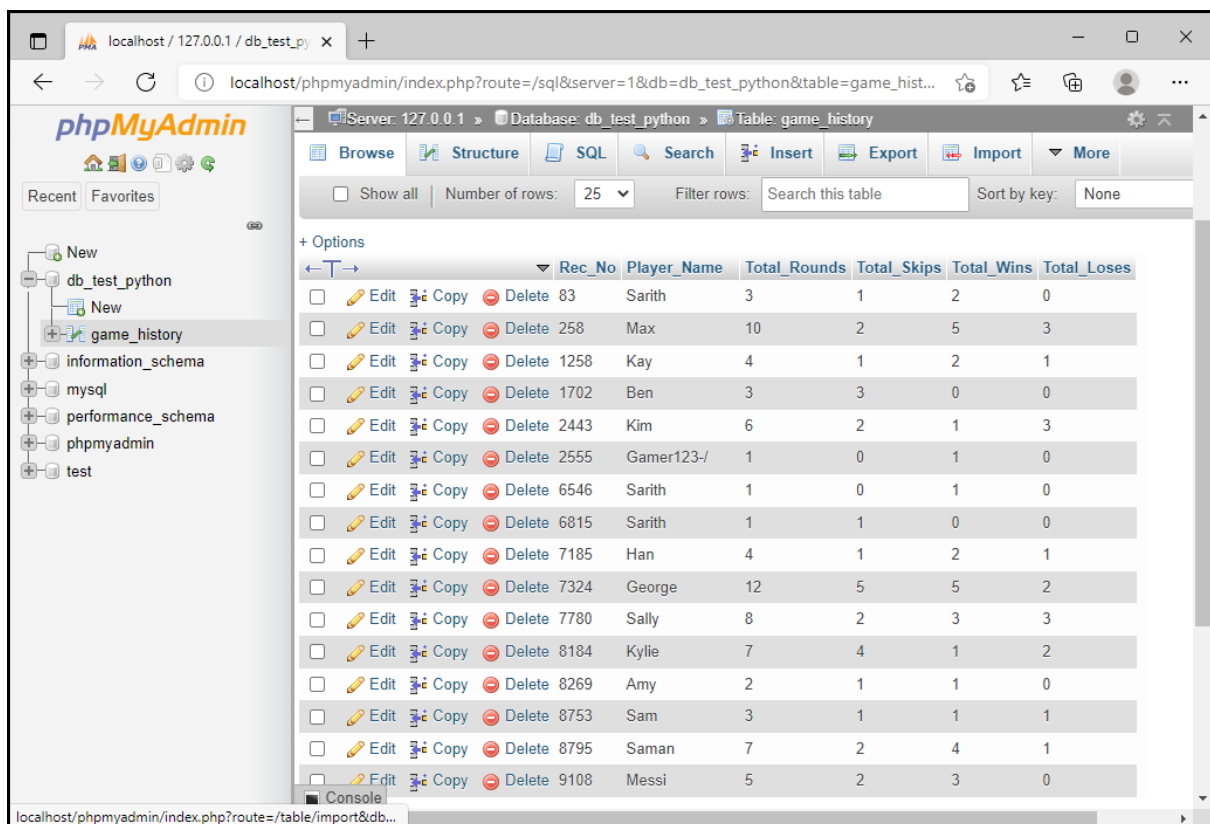 localhost / 127.0.0.1 / db_test_py
localhost/phpmyadmin/index.php?route=/sql&server=1&db=db_test_python&table=game_hist...
phpMyAdmin
Recent Favorites
New
db_test_python
New
game_history
information_schema
mysql
performance_schema
phpmyadmin
test
Server: 127.0.0.1 » Database: db_test_python » Table: game_history
Browse Structure SQL Search Insert Export Import More
Show all Number of rows: 25 Filter rows: Search this table Sort by key: None
+ Options
Rec_No Player_Name Total_Rounds Total_Skips Total_Wins Total_Loses
Edit Copy Delete 83 Sarith 3 1 2 0
Edit Copy Delete 258 Max 10 2 5 3
Edit Copy Delete 1258 Kay 4 1 2 1
Edit Copy Delete 1702 Ben 3 3 0 0
Edit Copy Delete 2443 Kim 6 2 1 3
Edit Copy Delete 2555 Gamer123-/ 1 0 1 0
Edit Copy Delete 6546 Sarith 1 0 1 0
Edit Copy Delete 6815 Sarith 1 1 0 0
Edit Copy Delete 7185 Han 4 1 2 1
Edit Copy Delete 7324 George 12 5 5 2
Edit Copy Delete 7780 Sally 8 2 3 3
Edit Copy Delete 8184 Kylie 7 4 1 2
Edit Copy Delete 8269 Amy 2 1 1 0
Edit Copy Delete 8753 Sam 3 1 1 1
Edit Copy Delete 8795 Saman 7 2 4 1
Edit Copy Delete 9108 Messi 5 2 3 0
Console
localhost/phpmyadmin/index.php?route=/table/import&db...